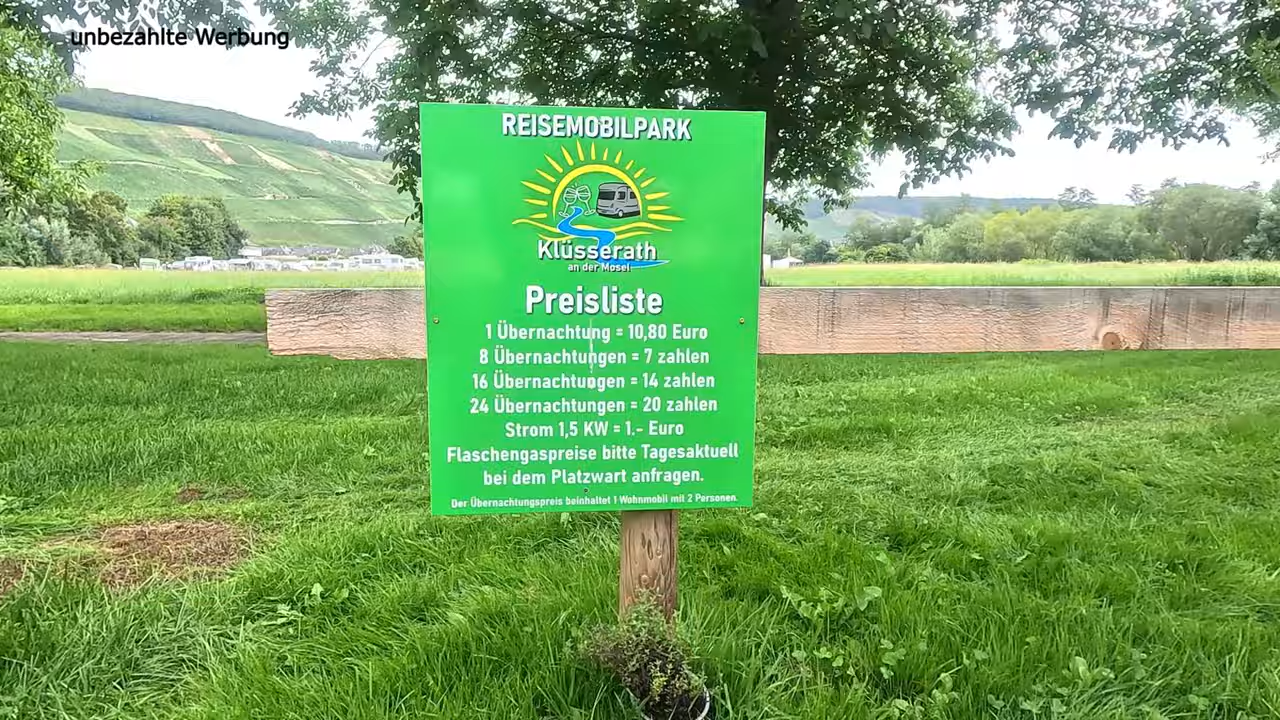 unbezahlte Werbung
REISEMOBILPARK
Klüsserath
an der Mosel
Preisliste
1 Übernachtung = 10,80 Euro
8 Übernachtungen = 7 zahlen
16 Übernachtungen = 14 zahlen
24 Übernachtungen = 20 zahlen
Strom 1,5 KW = 1.- Euro
Flaschengaspreise bitte Tagesaktuell
bei dem Platzwart anfragen.
Der Übernachtungspreis beinhaltet 1 Wohnmobil mit 2 Personen.